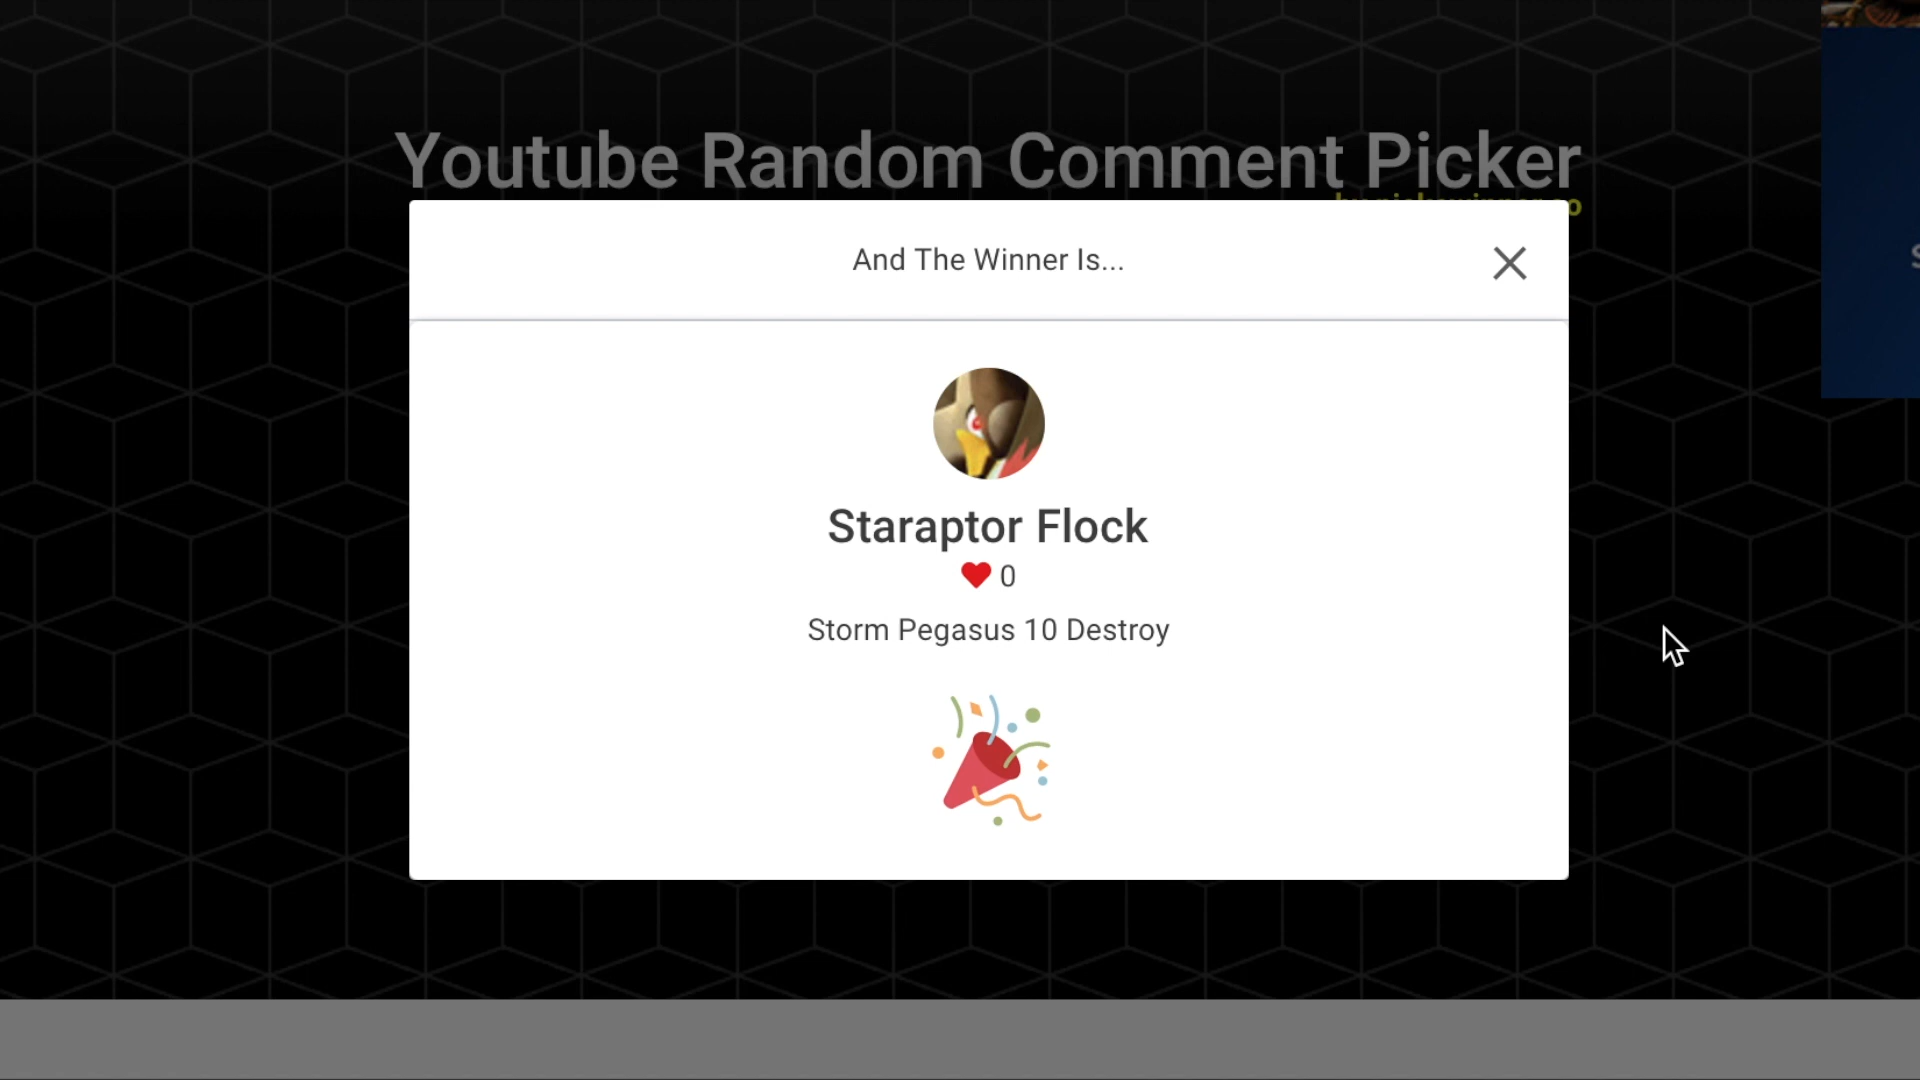 Youtube Random Comment Picker
And The Winner Is...
Staraptor Flock
0
Storm Pegasus 10 Destroy